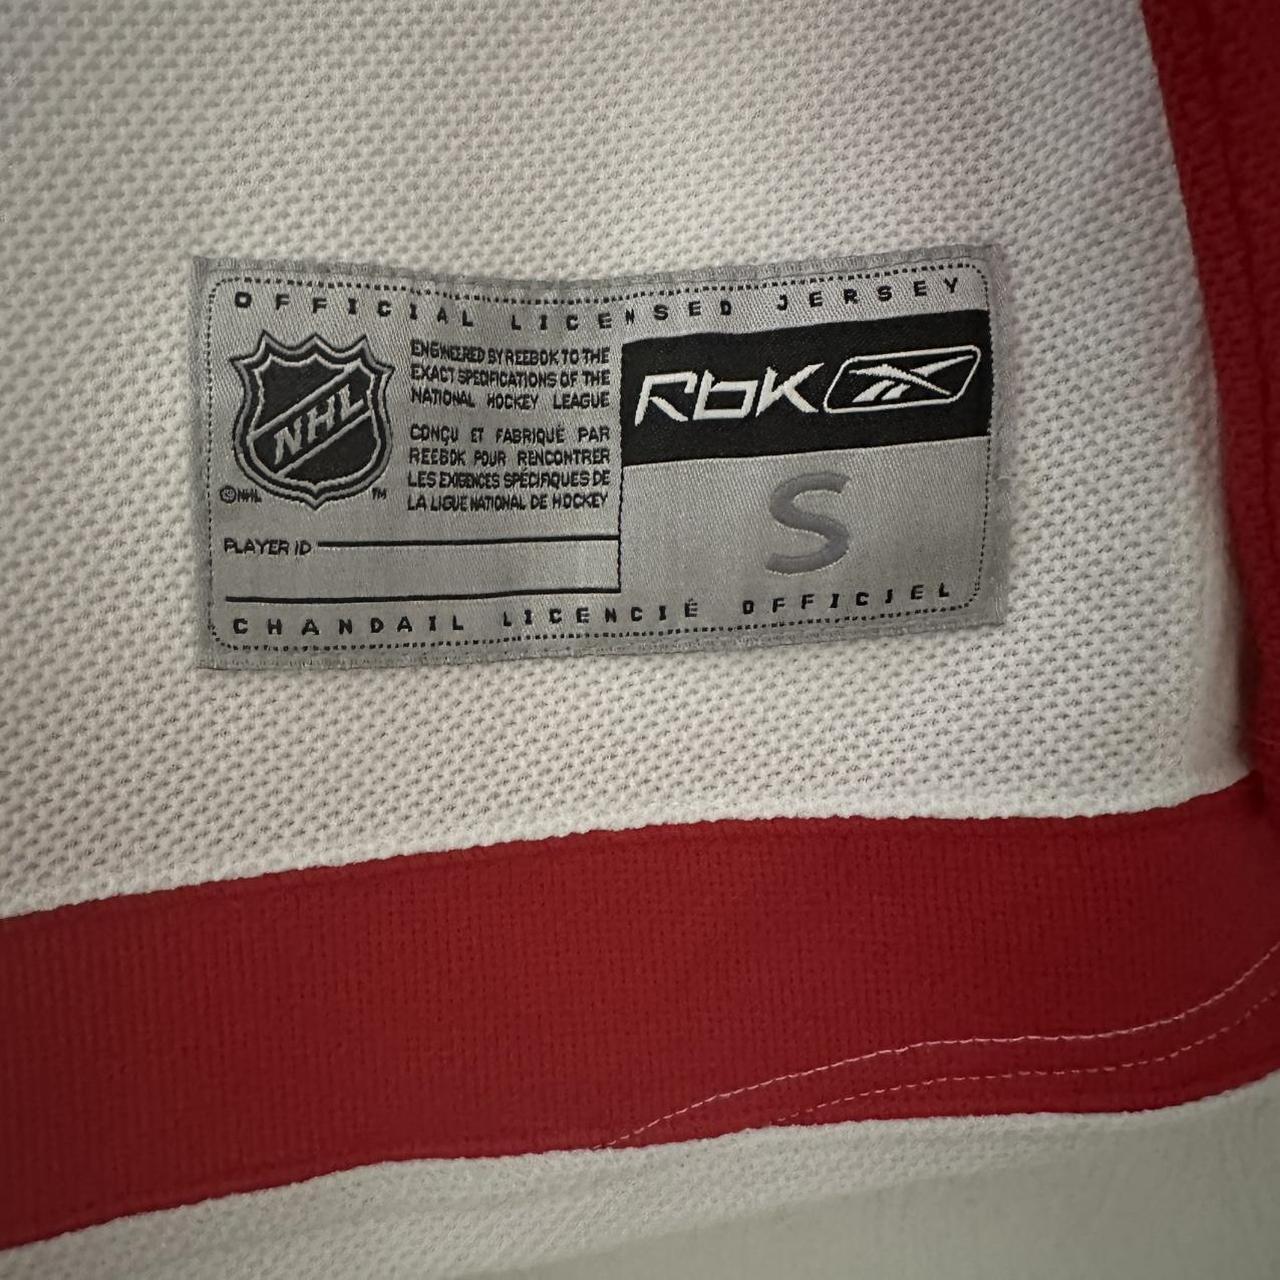 OFFICIAL LICENSED JERSEY
NHL
©NHL
TM
ENGINEERED BY REEBOK TO THE
EXACT SPECIFICATIONS OF THE
NATIONAL HOCKEY LEAGUE
CONÇU ET FABRIQUÉ PAR
REEBOK POUR RENCONTRER
LES EXIGENCES SPÉCIFIQUES DE
LA LIGUE NATIONAL DE HOCKEY
RbK
S
PLAYER ID
CHANDAIL LICENCIÉ OFFICIEL